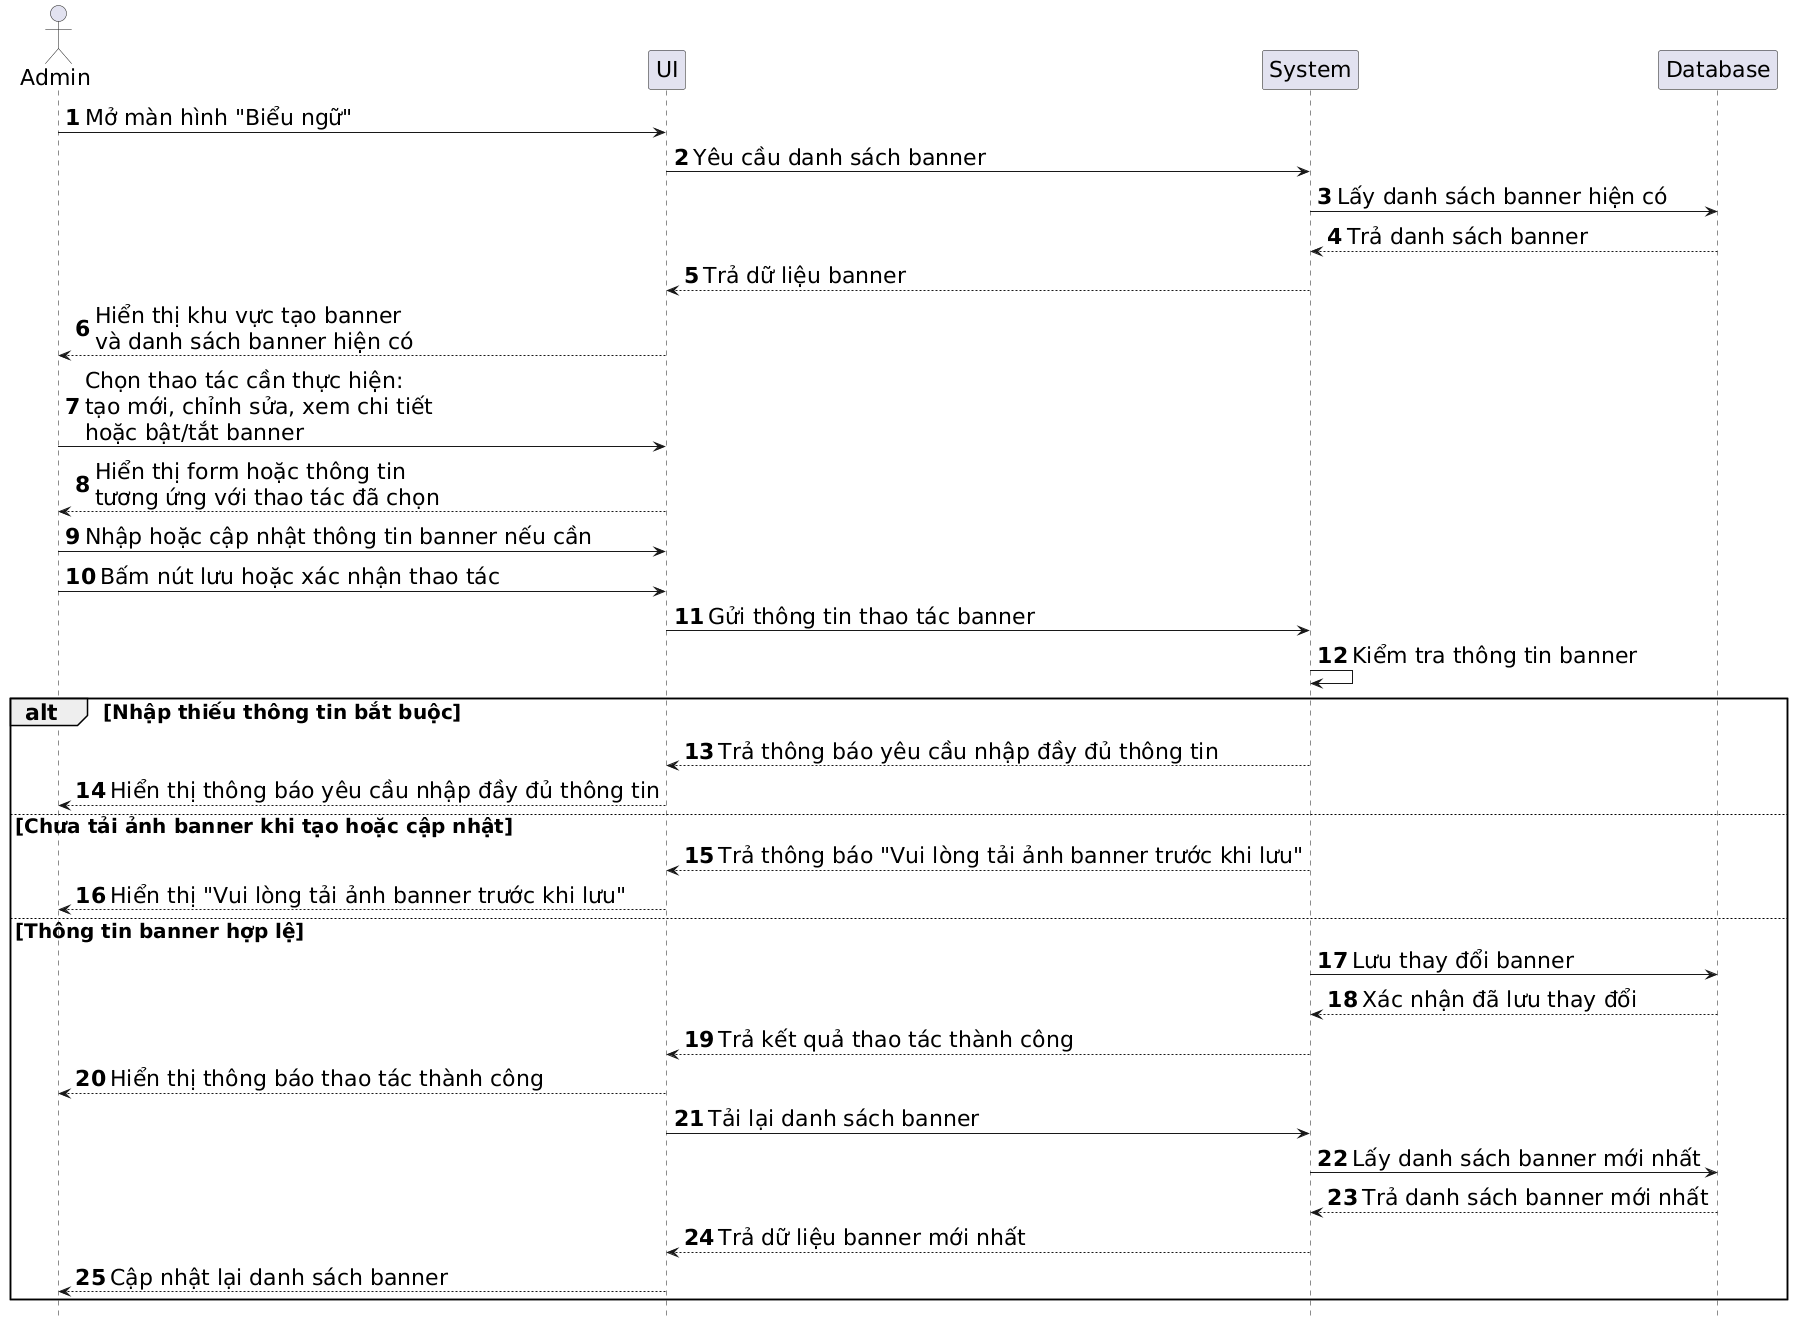 Admin
UI
System
Database
1 Mở màn hình "Biểu ngữ"
2 Yêu cầu danh sách banner
3 Lấy danh sách banner hiện có
4 Trả danh sách banner
5 Trả dữ liệu banner
6 Hiển thị khu vực tạo banner
và danh sách banner hiện có
7 Chọn thao tác cần thực hiện:
tạo mới, chỉnh sửa, xem chi tiết
hoặc bật/tắt banner
8 Hiển thị form hoặc thông tin
tương ứng với thao tác đã chọn
9 Nhập hoặc cập nhật thông tin banner nếu cần
10 Bấm nút lưu hoặc xác nhận thao tác
11 Gửi thông tin thao tác banner
12 Kiểm tra thông tin banner
alt [Nhập thiếu thông tin bắt buộc]
13 Trả thông báo yêu cầu nhập đầy đủ thông tin
14 Hiển thị thông báo yêu cầu nhập đầy đủ thông tin
[Chưa tải ảnh banner khi tạo hoặc cập nhật]
15 Trả thông báo "Vui lòng tải ảnh banner trước khi lưu"
16 Hiển thị "Vui lòng tải ảnh banner trước khi lưu"
[Thông tin banner hợp lệ]
17 Lưu thay đổi banner
18 Xác nhận đã lưu thay đổi
19 Trả kết quả thao tác thành công
20 Hiển thị thông báo thao tác thành công
21 Tải lại danh sách banner
22 Lấy danh sách banner mới nhất
23 Trả danh sách banner mới nhất
24 Trả dữ liệu banner mới nhất
25 Cập nhật lại danh sách banner